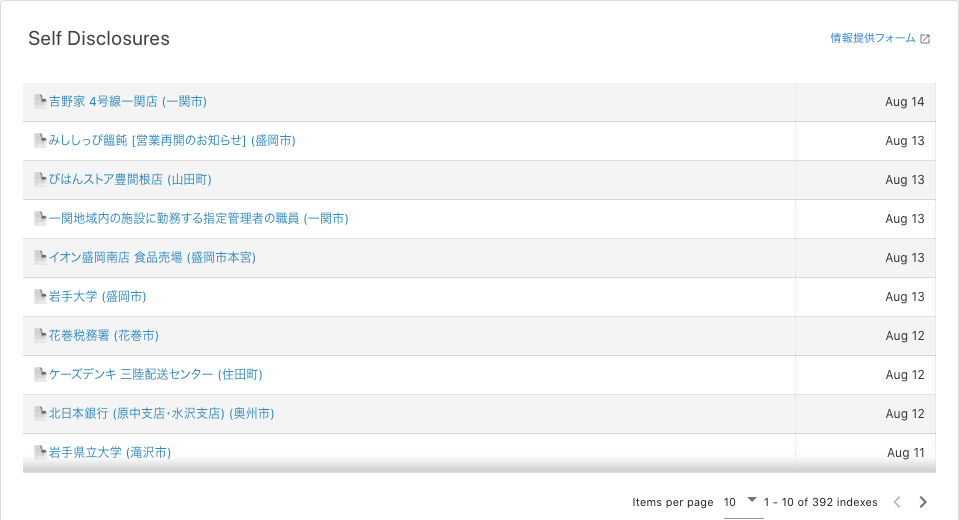 Self Disclosures
情報提供フォーム
吉野家 4号線一関店 (一関市) Aug 14
みししっぴ饂飩 [営業再開のお知らせ] (盛岡市) Aug 13
びはんストア豊間根店 (山田町) Aug 13
一関地域内の施設に勤務する指定管理者の職員 (一関市) Aug 13
イオン盛岡南店 食品売場 (盛岡市本宮) Aug 13
岩手大学 (盛岡市) Aug 13
花巻税務署 (花巻市) Aug 12
ケーズデンキ 三陸配送センター (住田町) Aug 12
北日本銀行 (原中支店･水沢支店) (奥州市) Aug 12
岩手県立大学 (滝沢市) Aug 11
Items per page 10 1 - 10 of 392 indexes